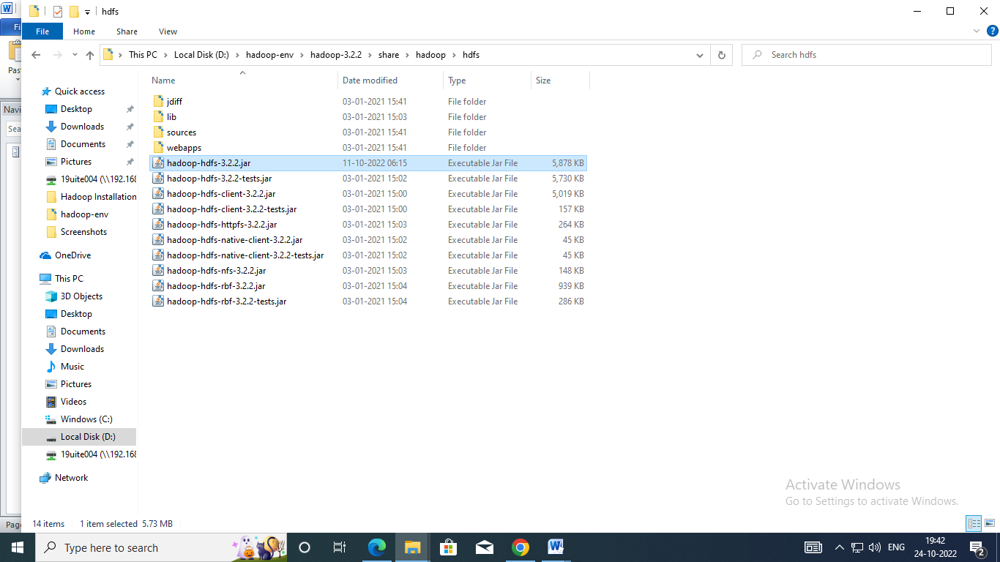 hdfs
File Home Share View
This PC Local Disk (D:) hadoop-env hadoop-3.2.2 share hadoop hdfs
Search hdfs
Name Date modified Type Size
jdiff 03-01-2021 15:41 File folder
lib 03-01-2021 15:03 File folder
sources 03-01-2021 15:41 File folder
webapps 03-01-2021 15:41 File folder
hadoop-hdfs-3.2.2.jar 11-10-2022 06:15 Executable Jar File 5,878 KB
hadoop-hdfs-3.2.2-tests.jar 03-01-2021 15:02 Executable Jar File 5,730 KB
hadoop-hdfs-client-3.2.2.jar 03-01-2021 15:00 Executable Jar File 5,019 KB
hadoop-hdfs-client-3.2.2-tests.jar 03-01-2021 15:00 Executable Jar File 157 KB
hadoop-hdfs-httpfs-3.2.2.jar 03-01-2021 15:03 Executable Jar File 264 KB
hadoop-hdfs-native-client-3.2.2.jar 03-01-2021 15:02 Executable Jar File 45 KB
hadoop-hdfs-native-client-3.2.2-tests.jar 03-01-2021 15:02 Executable Jar File 45 KB
hadoop-hdfs-nfs-3.2.2.jar 03-01-2021 15:03 Executable Jar File 148 KB
hadoop-hdfs-rbf-3.2.2.jar 03-01-2021 15:04 Executable Jar File 939 KB
hadoop-hdfs-rbf-3.2.2-tests.jar 03-01-2021 15:04 Executable Jar File 286 KB
Quick access
Desktop
Downloads
Documents
Pictures
19uite004 (\\192.168
Hadoop Installation
hadoop-env
Screenshots
OneDrive
This PC
3D Objects
Desktop
Documents
Downloads
Music
Pictures
Videos
Windows (C:)
Local Disk (D:)
19uite004 (\\192.168
Network
Fi
Past
Navi
Sea
Page
14 items 1 item selected 5.73 MB
Activate Windows
Go to Settings to activate Windows.
Type here to search
ENG
19:42
24-10-2022
2